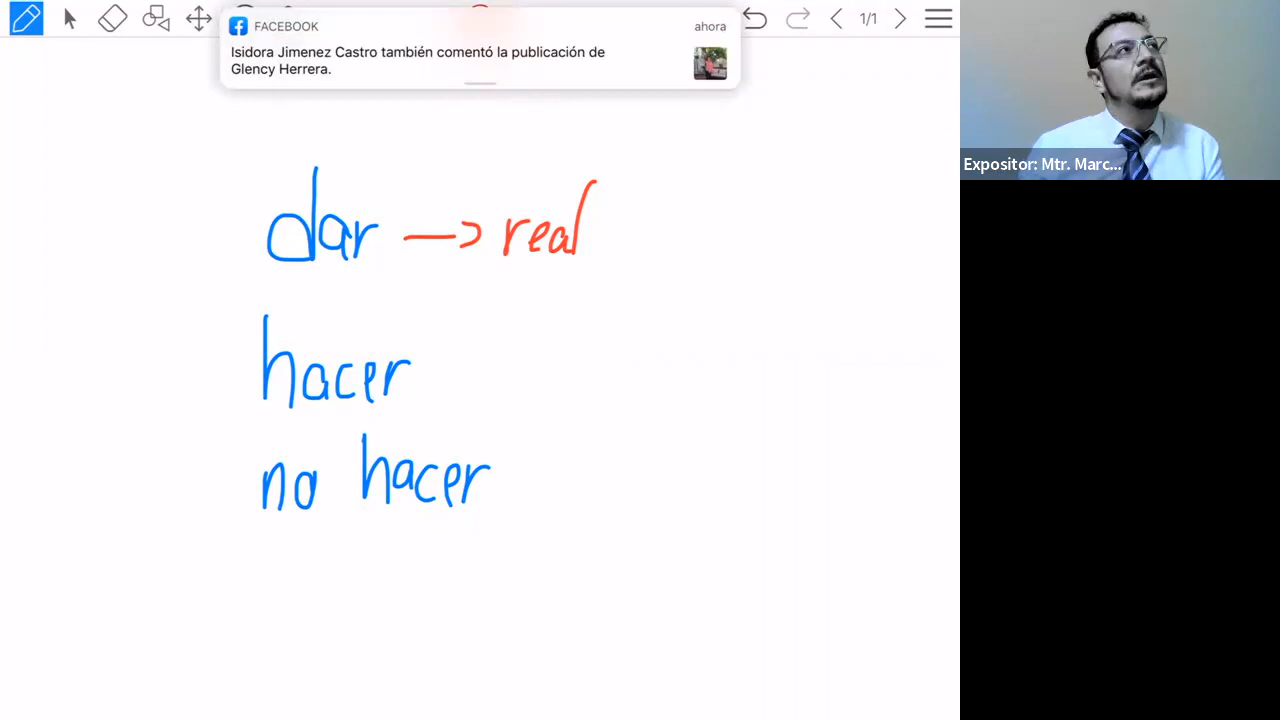 1/1
FACEBOOK
ahora
Isidora Jimenez Castro también comentó la publicación de
Glency Herrera.
Expositor: Mtr. Marc...
dar → real
hacer
no hacer